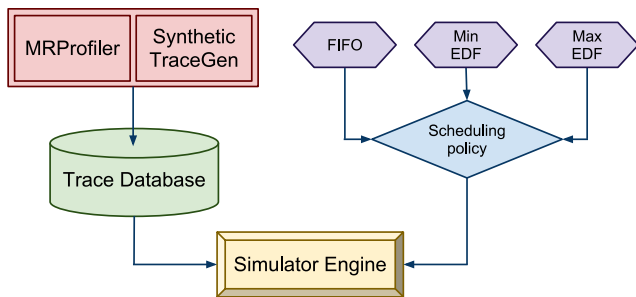 MRProfiler
Synthetic
TraceGen
FIFO
Min
EDF
Max
EDF
Scheduling
policy
Trace Database
Simulator Engine